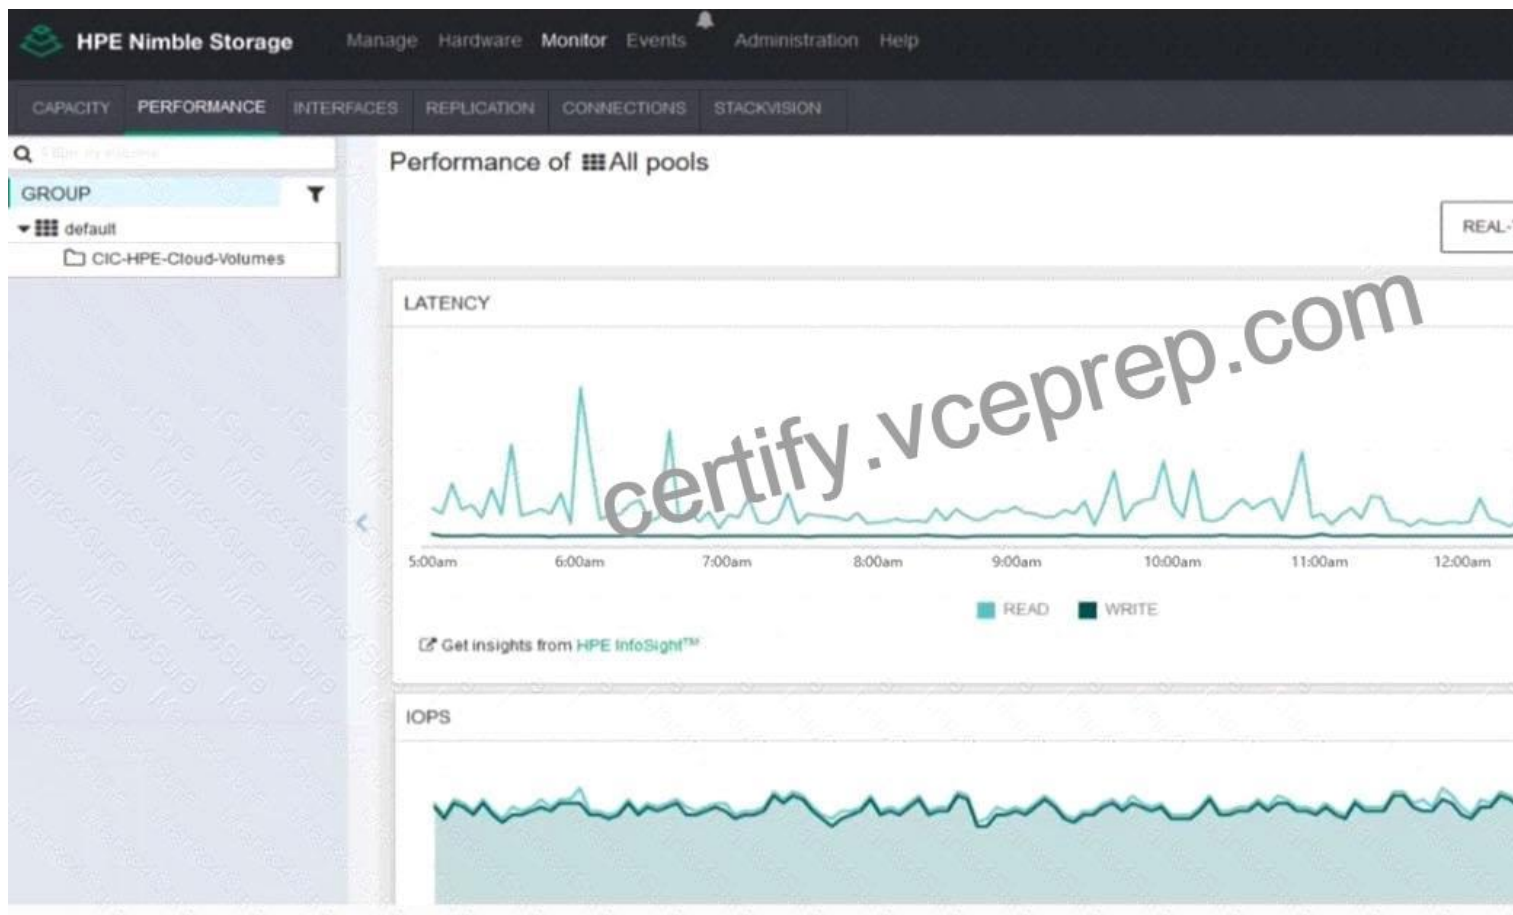 HPE Nimble Storage Manage Hardware Monitor Events Administration Help
CAPACITY PERFORMANCE INTERFACES REPLICATION CONNECTIONS STACKVISION
Performance of All pools
GROUP
default
REAL-
CIC-HPE-Cloud-Volumes
LATENCY
certify.vceprep.com
5:00am 6:00am 7:00am 8:00am 9:00am 10:00am 11:00am 12:00am
READ WRITE
Get insights from HPE InfoSight™
IOPS